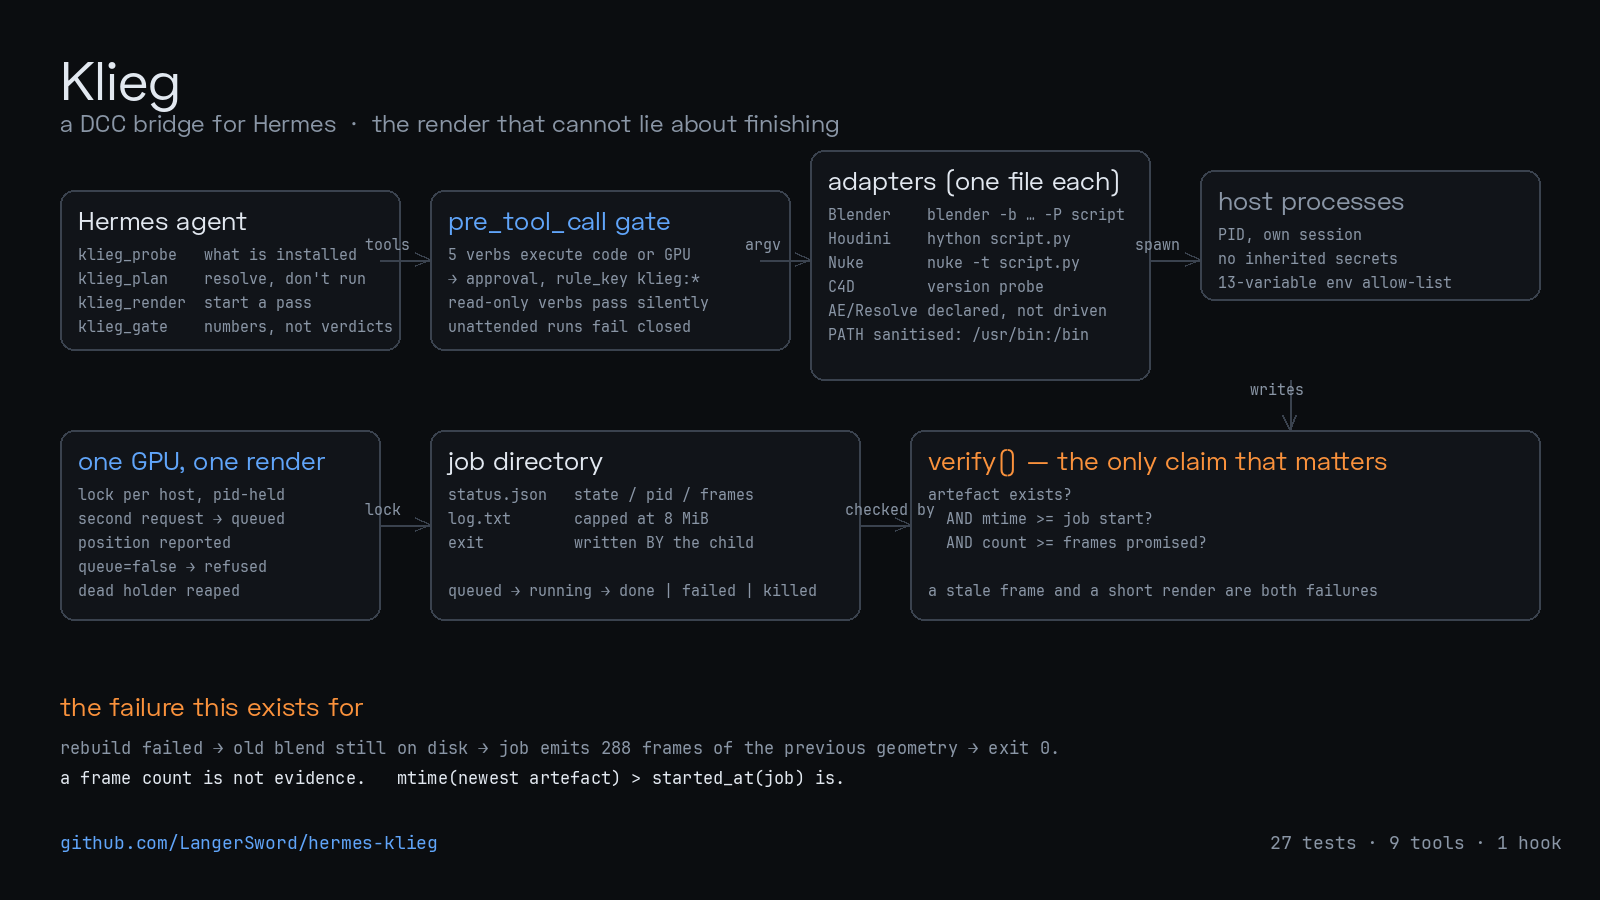 Klieg
a DCC bridge for Hermes · the render that cannot lie about finishing
Hermes agent
klieg_probe what is installed
klieg_plan resolve, don't run
klieg_render start a pass
klieg_gate numbers, not verdicts
tools
pre_tool_call gate
5 verbs execute code or GPU
→ approval, rule_key klieg:*
read-only verbs pass silently
unattended runs fail closed
argv
adapters (one file each)
Blender blender -b … -P script
Houdini hython script.py
Nuke nuke -t script.py
C4D version probe
AE/Resolve declared, not driven
PATH sanitised: /usr/bin:/bin
spawn
host processes
PID, own session
no inherited secrets
13-variable env allow-list
writes
one GPU, one render
lock per host, pid-held
second request → queued
position reported
queue=false → refused
dead holder reaped
lock
job directory
status.json state / pid / frames
log.txt capped at 8 MiB
exit written BY the child
queued → running → done | failed | killed
checked by
verify() — the only claim that matters
artefact exists?
AND mtime >= job start?
AND count >= frames promised?
a stale frame and a short render are both failures
the failure this exists for
rebuild failed → old blend still on disk → job emits 288 frames of the previous geometry → exit 0.
a frame count is not evidence. mtime(newest artefact) > started_at(job) is.
github.com/LangerSword/hermes-klieg
27 tests · 9 tools · 1 hook